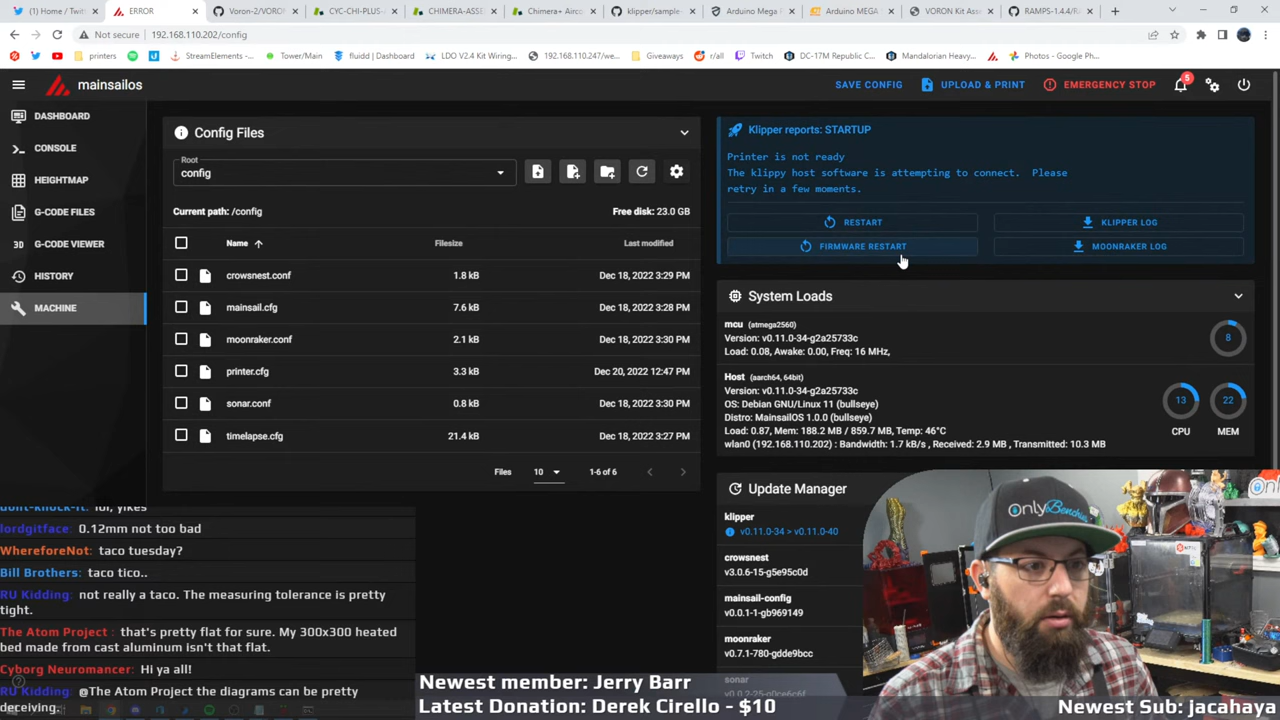 (1) Home / Twitt
ERROR
Voron-2/VORON
CYC-CHI-PLUS-
CHIMERA-ASSE
Chimera+ Airco
klipper/sample-
Arduino Mega P
Arduino MEGA
VORON Kit Asse
RAMPS-1.4.4/R
Not secure | 192.168.110.202/config
printers
StreamElements -...
Tower/Main
fluidd | Dashboard
LDO V2.4 Kit Wiring...
192.168.110.247/we...
Giveaways
r/all
Twitch
DC-17M Republic C...
Mandalorian Heavy...
Photos - Google Ph...
mainsailos
SAVE CONFIG
UPLOAD & PRINT
EMERGENCY STOP
5
DASHBOARD
CONSOLE
HEIGHTMAP
G-CODE FILES
3D G-CODE VIEWER
HISTORY
MACHINE
Config Files
Root
config
Current path: /config
Free disk: 23.0 GB
Name
Filesize
Last modified
crowsnest.conf 1.8 kB Dec 18, 2022 3:29 PM
mainsail.cfg 7.6 kB Dec 18, 2022 3:28 PM
moonraker.conf 2.1 kB Dec 18, 2022 3:30 PM
printer.cfg 3.3 kB Dec 20, 2022 12:47 PM
sonar.conf 0.8 kB Dec 18, 2022 3:30 PM
timelapse.cfg 21.4 kB Dec 18, 2022 3:27 PM
Files 10 1-6 of 6
Klipper reports: STARTUP
Printer is not ready
The klippy host software is attempting to connect. Please
retry in a few moments.
RESTART
KLIPPER LOG
FIRMWARE RESTART
MOONRAKER LOG
System Loads
mcu (atmega2560)
Version: v0.11.0-34-g2a25733c
Load: 0.08, Awake: 0.00, Freq: 16 MHz,
8
Host (aarch64, 64bit)
Version: v0.11.0-34-g2a25733c
OS: Debian GNU/Linux 11 (bullseye)
Distro: MainsailOS 1.0.0 (bullseye)
Load: 0.87, Mem: 188.2 MB / 859.7 MB, Temp: 46°C
wlan0 (192.168.110.202) : Bandwidth: 1.7 kB/s , Received: 2.9 MB , Transmitted: 10.3 MB
13
22
CPU
MEM
Update Manager
klipper
v0.11.0-34 > v0.11.0-40
crowsnest
v3.0.6-15-g5e95c0d
mainsail-config
v0.0.1-1-gb969149
moonraker
v0.7.1-780-gdde9bcc
sonar
v0.0.2-25-g0ce6c6f
dont-knock-it: lol, yikes
lordgitface: 0.12mm not too bad
WhereforeNot: taco tuesday?
Bill Brothers: taco tico..
RU Kidding: not really a taco. The measuring tolerance is pretty
tight.
The Atom Project : that's pretty flat for sure. My 300x300 heated
bed made from cast aluminum isn't that flat.
Cyborg Neuromancer: Hi ya all!
RU Kidding: @The Atom Project the diagrams can be pretty
deceiving.
onlyBenchys
Newest member: Jerry Barr
Latest Donation: Derek Cirello - $10
Newest Sub: jacahaya